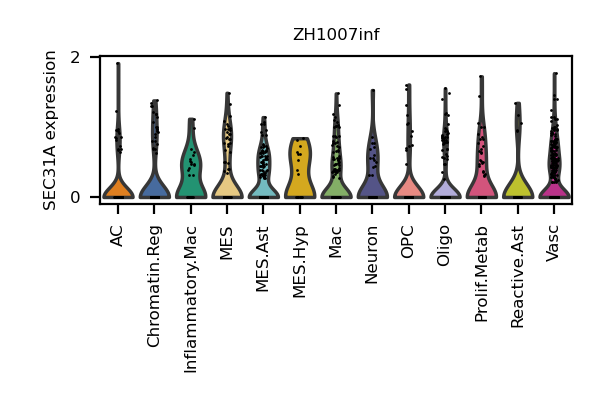 ZH1007inf
SEC31A expression
2
0
AC
Chromatin.Reg
Inflammatory.Mac
MES
MES.Ast
MES.Hyp
Mac
Neuron
OPC
Oligo
Prolif.Metab
Reactive.Ast
Vasc